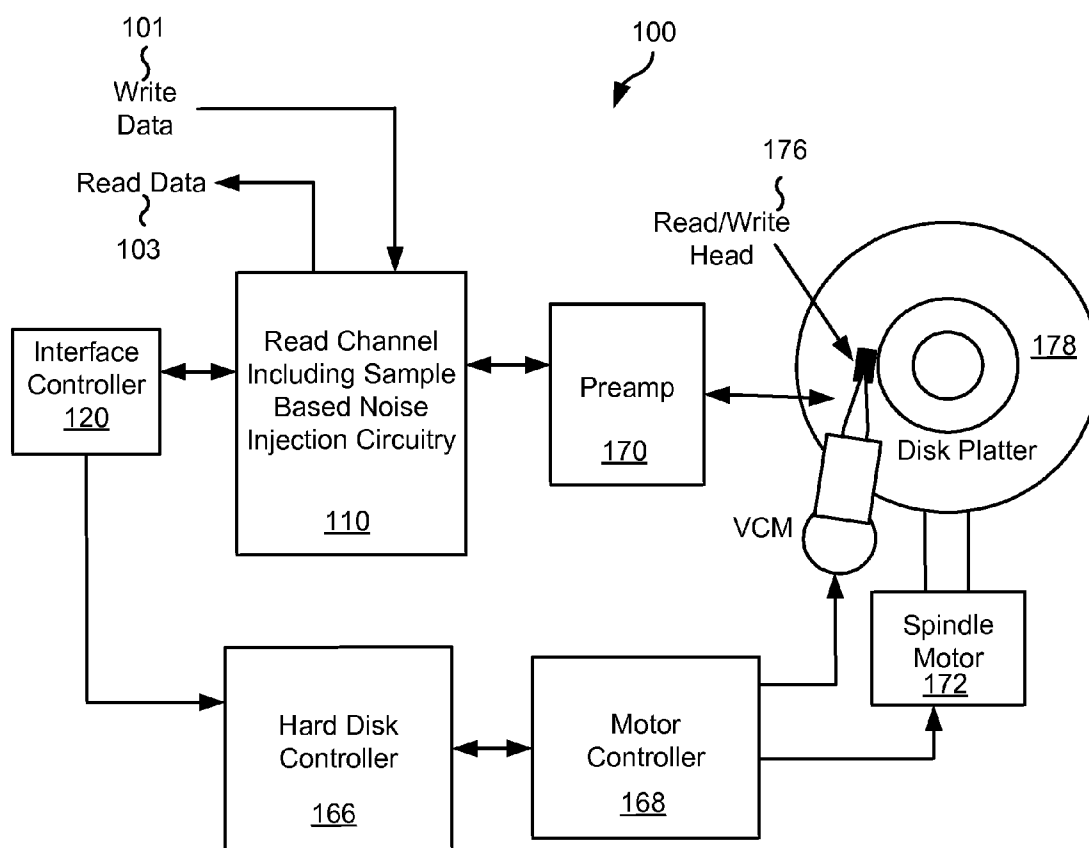 101
Write
Data
100
Read Data
103
176
Read/Write
Head
Interface
Controller
120
Read Channel
Including Sample
Based Noise
Injection Circuitry
110
Preamp
170
178
Disk Platter
VCM
Spindle
Motor
172
Hard Disk
Controller
166
Motor
Controller
168